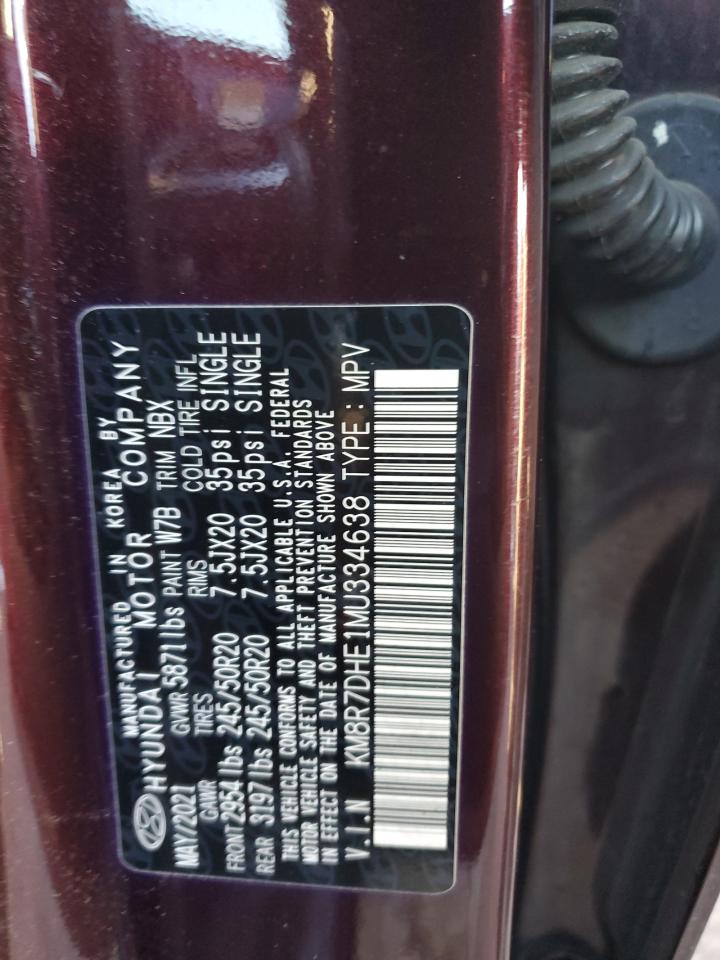 MANUFACTURED IN KOREA BY
HYUNDAI MOTOR COMPANY
MAY/2021 GVWR 5871lbs PAINT W7B TRIM NBX
GAWR TIRES RIMS COLD TIRE INFL
FRONT 2954lbs 245/50R20 7.5JX20 35psi SINGLE
REAR 3197lbs 245/50R20 7.5JX20 35psi SINGLE
THIS VEHICLE CONFORMS TO ALL APPLICABLE U.S.A. FEDERAL
MOTOR VEHICLE SAFETY AND THEFT PREVENTION STANDARDS
IN EFFECT ON THE DATE OF MANUFACTURE SHOWN ABOVE
V.I.N KM8R7DHE1MU334638 TYPE : MPV